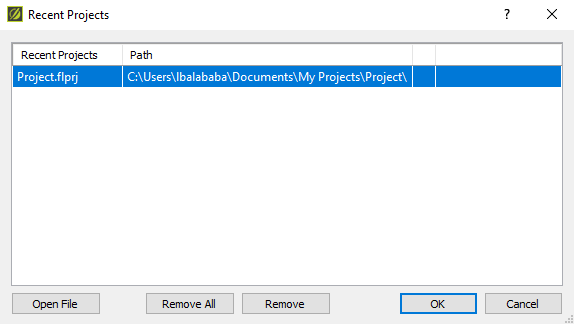 Recent Projects
Recent Projects Path
Project.flprj C:\Users\lbalababa\Documents\My Projects\Project\
Open File Remove All Remove OK Cancel